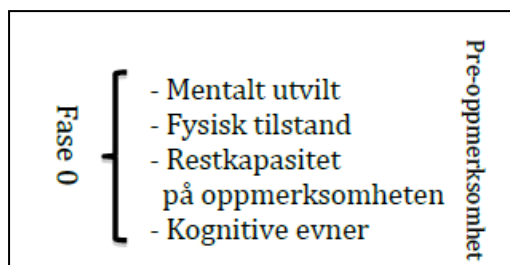 Fase 0
- Mentalt utvilt
- Fysisk tilstand
- Restkapasitet
på oppmerksomheten
- Kognitive evner
Pre-oppmerksomhet